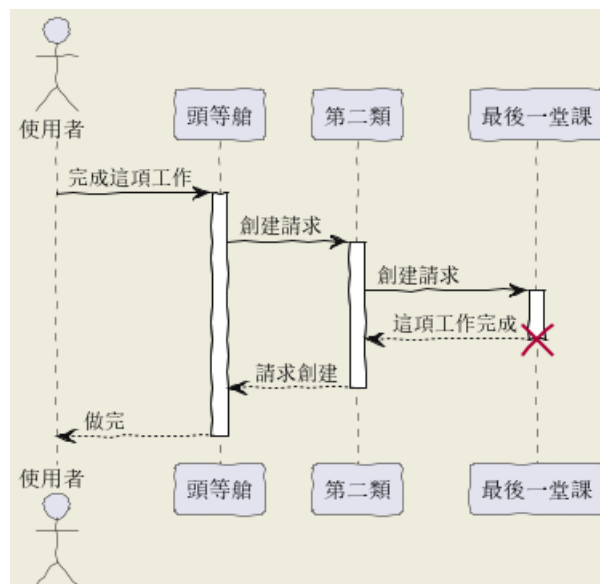 使用者
頭等艙
第二類
最後一堂課
完成這項工作
創建請求
創建請求
這項工作完成
請求創建
做完
使用者
頭等艙
第二類
最後一堂課